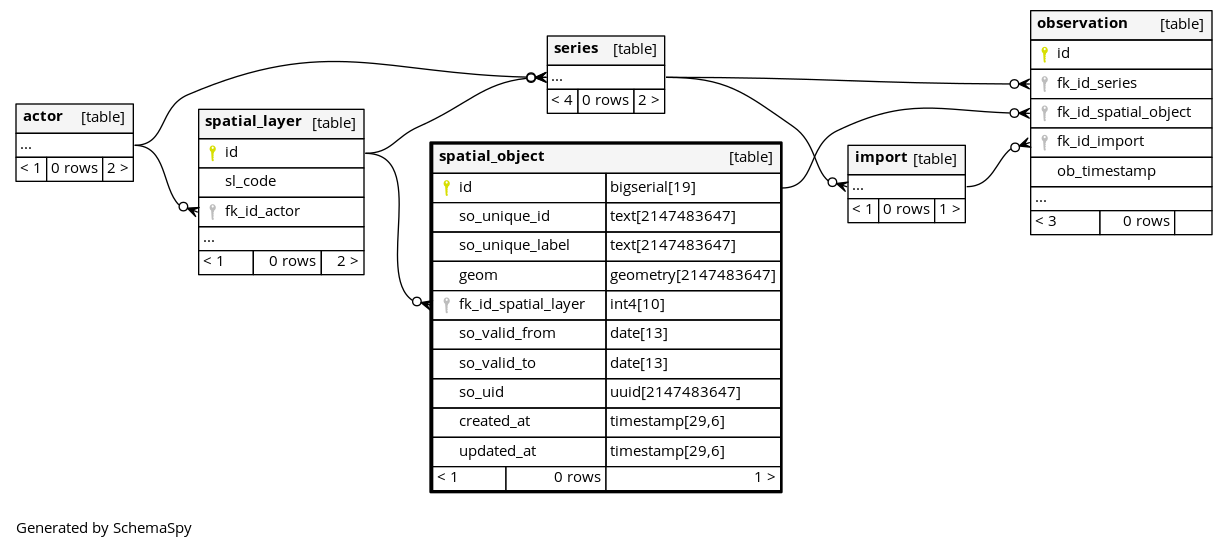 actor [table]
...
< 1 0 rows 2 >
spatial_layer [table]
id
sl_code
fk_id_actor
...
< 1 0 rows 2 >
series [table]
...
< 4 0 rows 2 >
spatial_object [table]
id bigserial[19]
so_unique_id text[2147483647]
so_unique_label text[2147483647]
geom geometry[2147483647]
fk_id_spatial_layer int4[10]
so_valid_from date[13]
so_valid_to date[13]
so_uid uuid[2147483647]
created_at timestamp[29,6]
updated_at timestamp[29,6]
< 1 0 rows 1 >
import [table]
...
< 1 0 rows 1 >
observation [table]
id
fk_id_series
fk_id_spatial_object
fk_id_import
ob_timestamp
...
< 3 0 rows
Generated by SchemaSpy